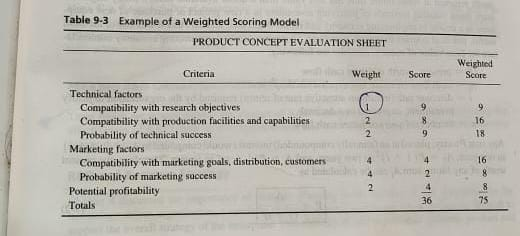 Table 9-3 Example of a Weighted Scoring Model
PRODUCT CONCEPT EVALUATION SHEET
Criteria Weight Score Weighted Score
Technical factors
Compatibility with research objectives 1 9 9
Compatibility with production facilities and capabilities 2 8 16
Probability of technical success 2 9 18
Marketing factors
Compatibility with marketing goals, distribution, customers 4 4 16
Probability of marketing success 4 2 8
Potential profitability 2 4 8
Totals 36 75